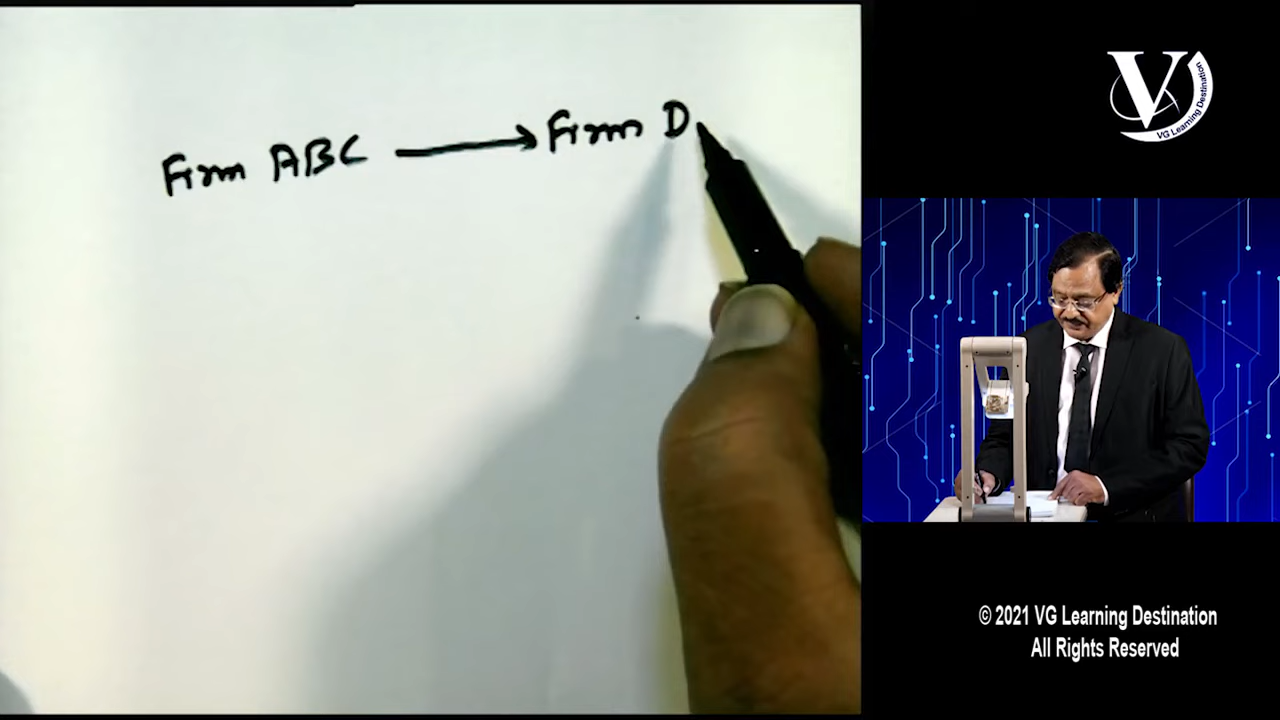 Firm ABC → Firm D
V
VG Learning Destination
© 2021 VG Learning Destination
All Rights Reserved